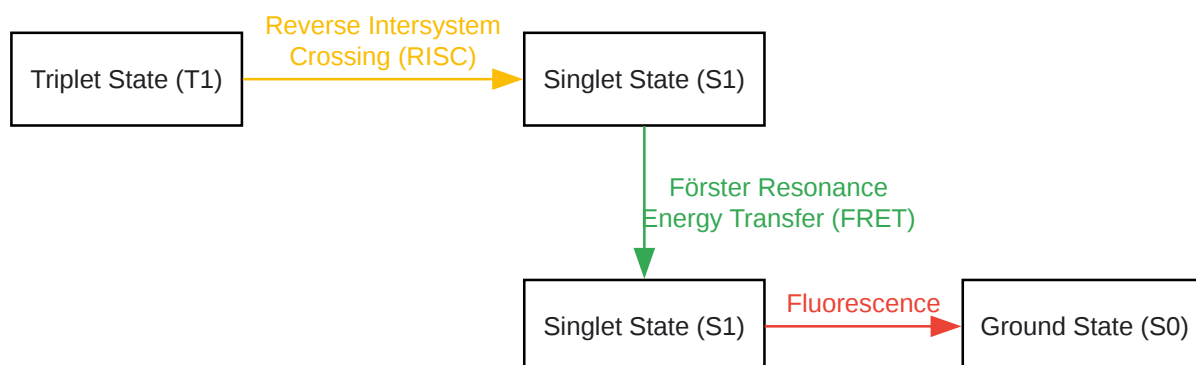 Reverse Intersystem
Crossing (RISC)
Triplet State (T1)
Singlet State (S1)
Förster Resonance
Energy Transfer (FRET)
Singlet State (S1)
Fluorescence
Ground State (S0)